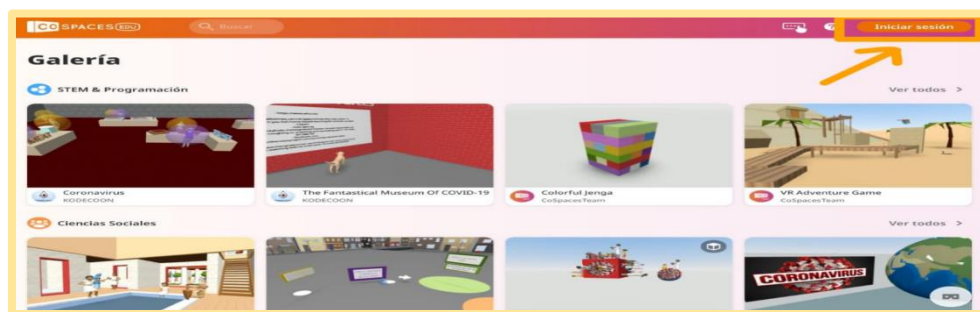 CO SPACES EDU
Buscar
Iniciar sesión
Galería
STEM & Programación
Ver todos >
Coronavirus
KODECOON
The Fantastical Museum Of COVID-19
KODECOON
Colorful Jenga
CoSpacesTeam
VR Adventure Game
CoSpacesTeam
Ciencias Sociales
Ver todos >
CORONAVIRUS